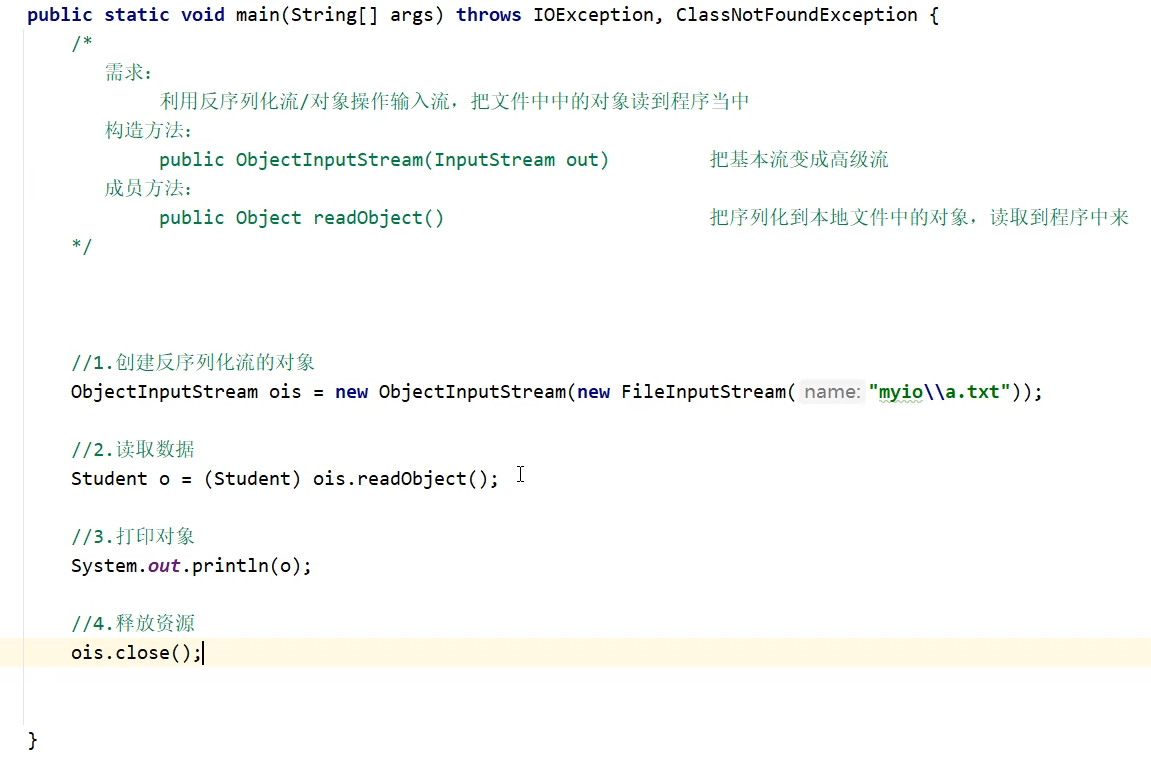 public static void main(String[] args) throws IOException, ClassNotFoundException {
/*
需求：
利用反序列化流/对象操作输入流，把文件中中的对象读到程序当中
构造方法：
public ObjectInputStream(InputStream out) 把基本流变成高级流
成员方法：
public Object readObject() 把序列化到本地文件中的对象，读取到程序中来
*/
//1.创建反序列化流的对象
ObjectInputStream ois = new ObjectInputStream(new FileInputStream( name: "myio\\a.txt"));
//2.读取数据
Student o = (Student) ois.readObject();
//3.打印对象
System.out.println(o);
//4.释放资源
ois.close();
}